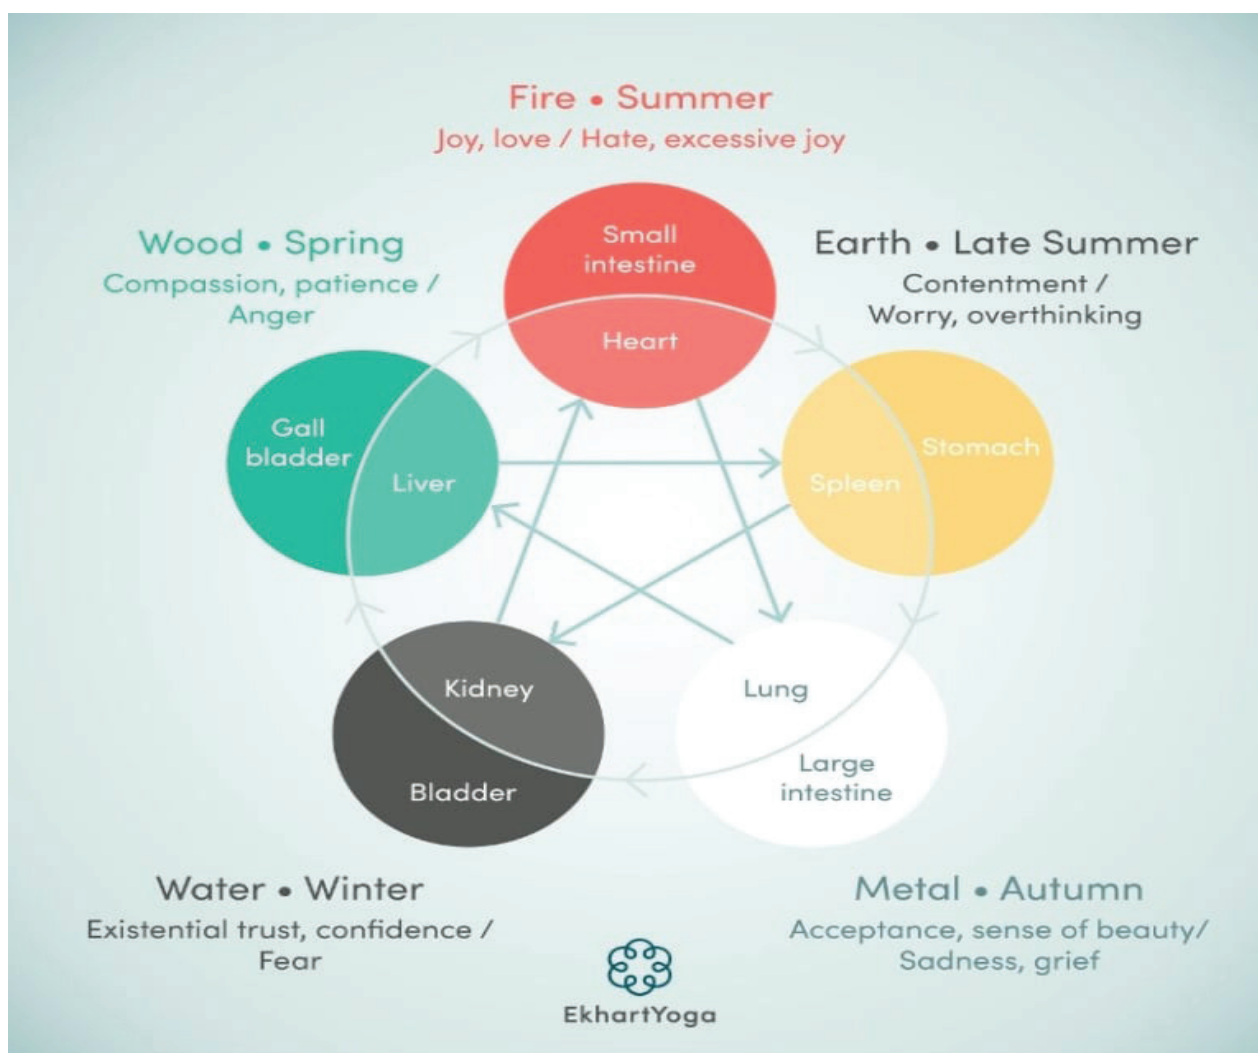 Fire • Summer
Joy, love / Hate, excessive joy
Wood • Spring
Compassion, patience /
Anger
Earth • Late Summer
Contentment /
Worry, overthinking
Small
intestine
Heart
Gall
bladder
Liver
Spleen
Stomach
Kidney
Bladder
Lung
Large
intestine
Water • Winter
Existential trust, confidence /
Fear
Metal • Autumn
Acceptance, sense of beauty/
Sadness, grief
EkhartYoga